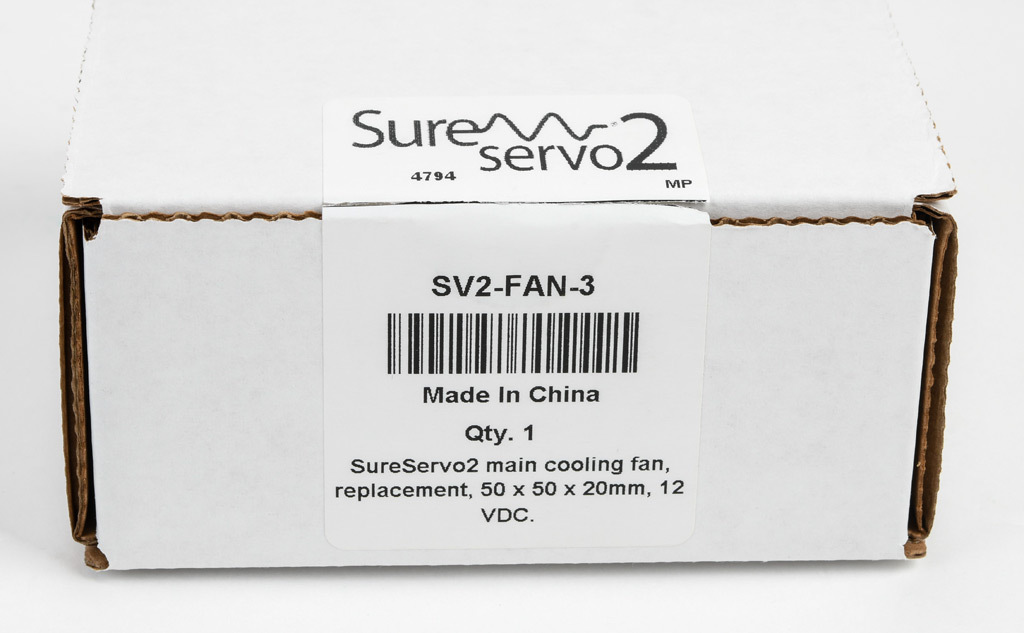 Sure servo2
4794
MP
SV2-FAN-3
Made In China
Qty. 1
SureServo2 main cooling fan,
replacement, 50 x 50 x 20mm, 12
VDC.